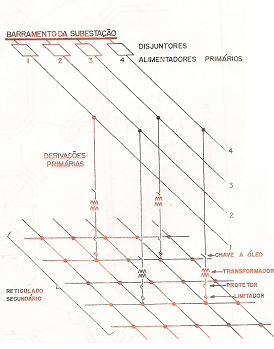 BARRAMENTO DA SUBESTAÇÃO
DISJUNTORES
1 2 3 4 ALIMENTADORES PRIMÁRIOS
DERIVAÇÕES
PRIMÁRIAS
4
3
2
1
CHAVE A ÓLEO
TRANSFORMADOR
PROTETOR
LIMITADOR
RETICULADO
SECUNDÁRIO